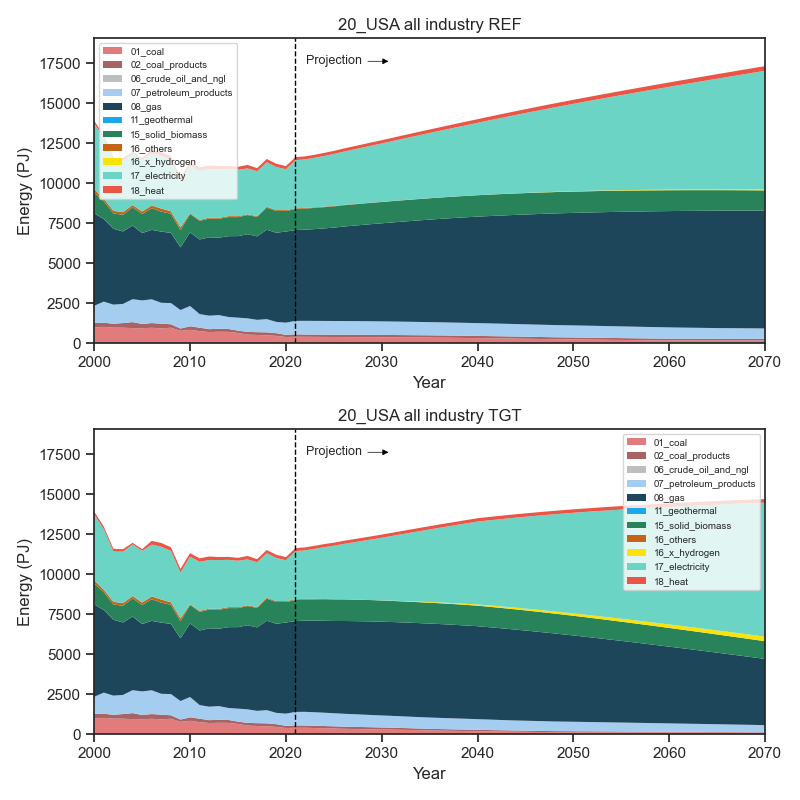 20_USA all industry REF
Energy (PJ)
17500
15000
12500
10000
7500
5000
2500
0
01_coal
02_coal_products
06_crude_oil_and_ngl
07_petroleum_products
08_gas
11_geothermal
15_solid_biomass
16_others
16_x_hydrogen
17_electricity
18_heat
Projection
2000 2010 2020 2030 2040 2050 2060 2070
Year
20_USA all industry TGT
Energy (PJ)
17500
15000
12500
10000
7500
5000
2500
0
Projection
01_coal
02_coal_products
06_crude_oil_and_ngl
07_petroleum_products
08_gas
11_geothermal
15_solid_biomass
16_others
16_x_hydrogen
17_electricity
18_heat
2000 2010 2020 2030 2040 2050 2060 2070
Year